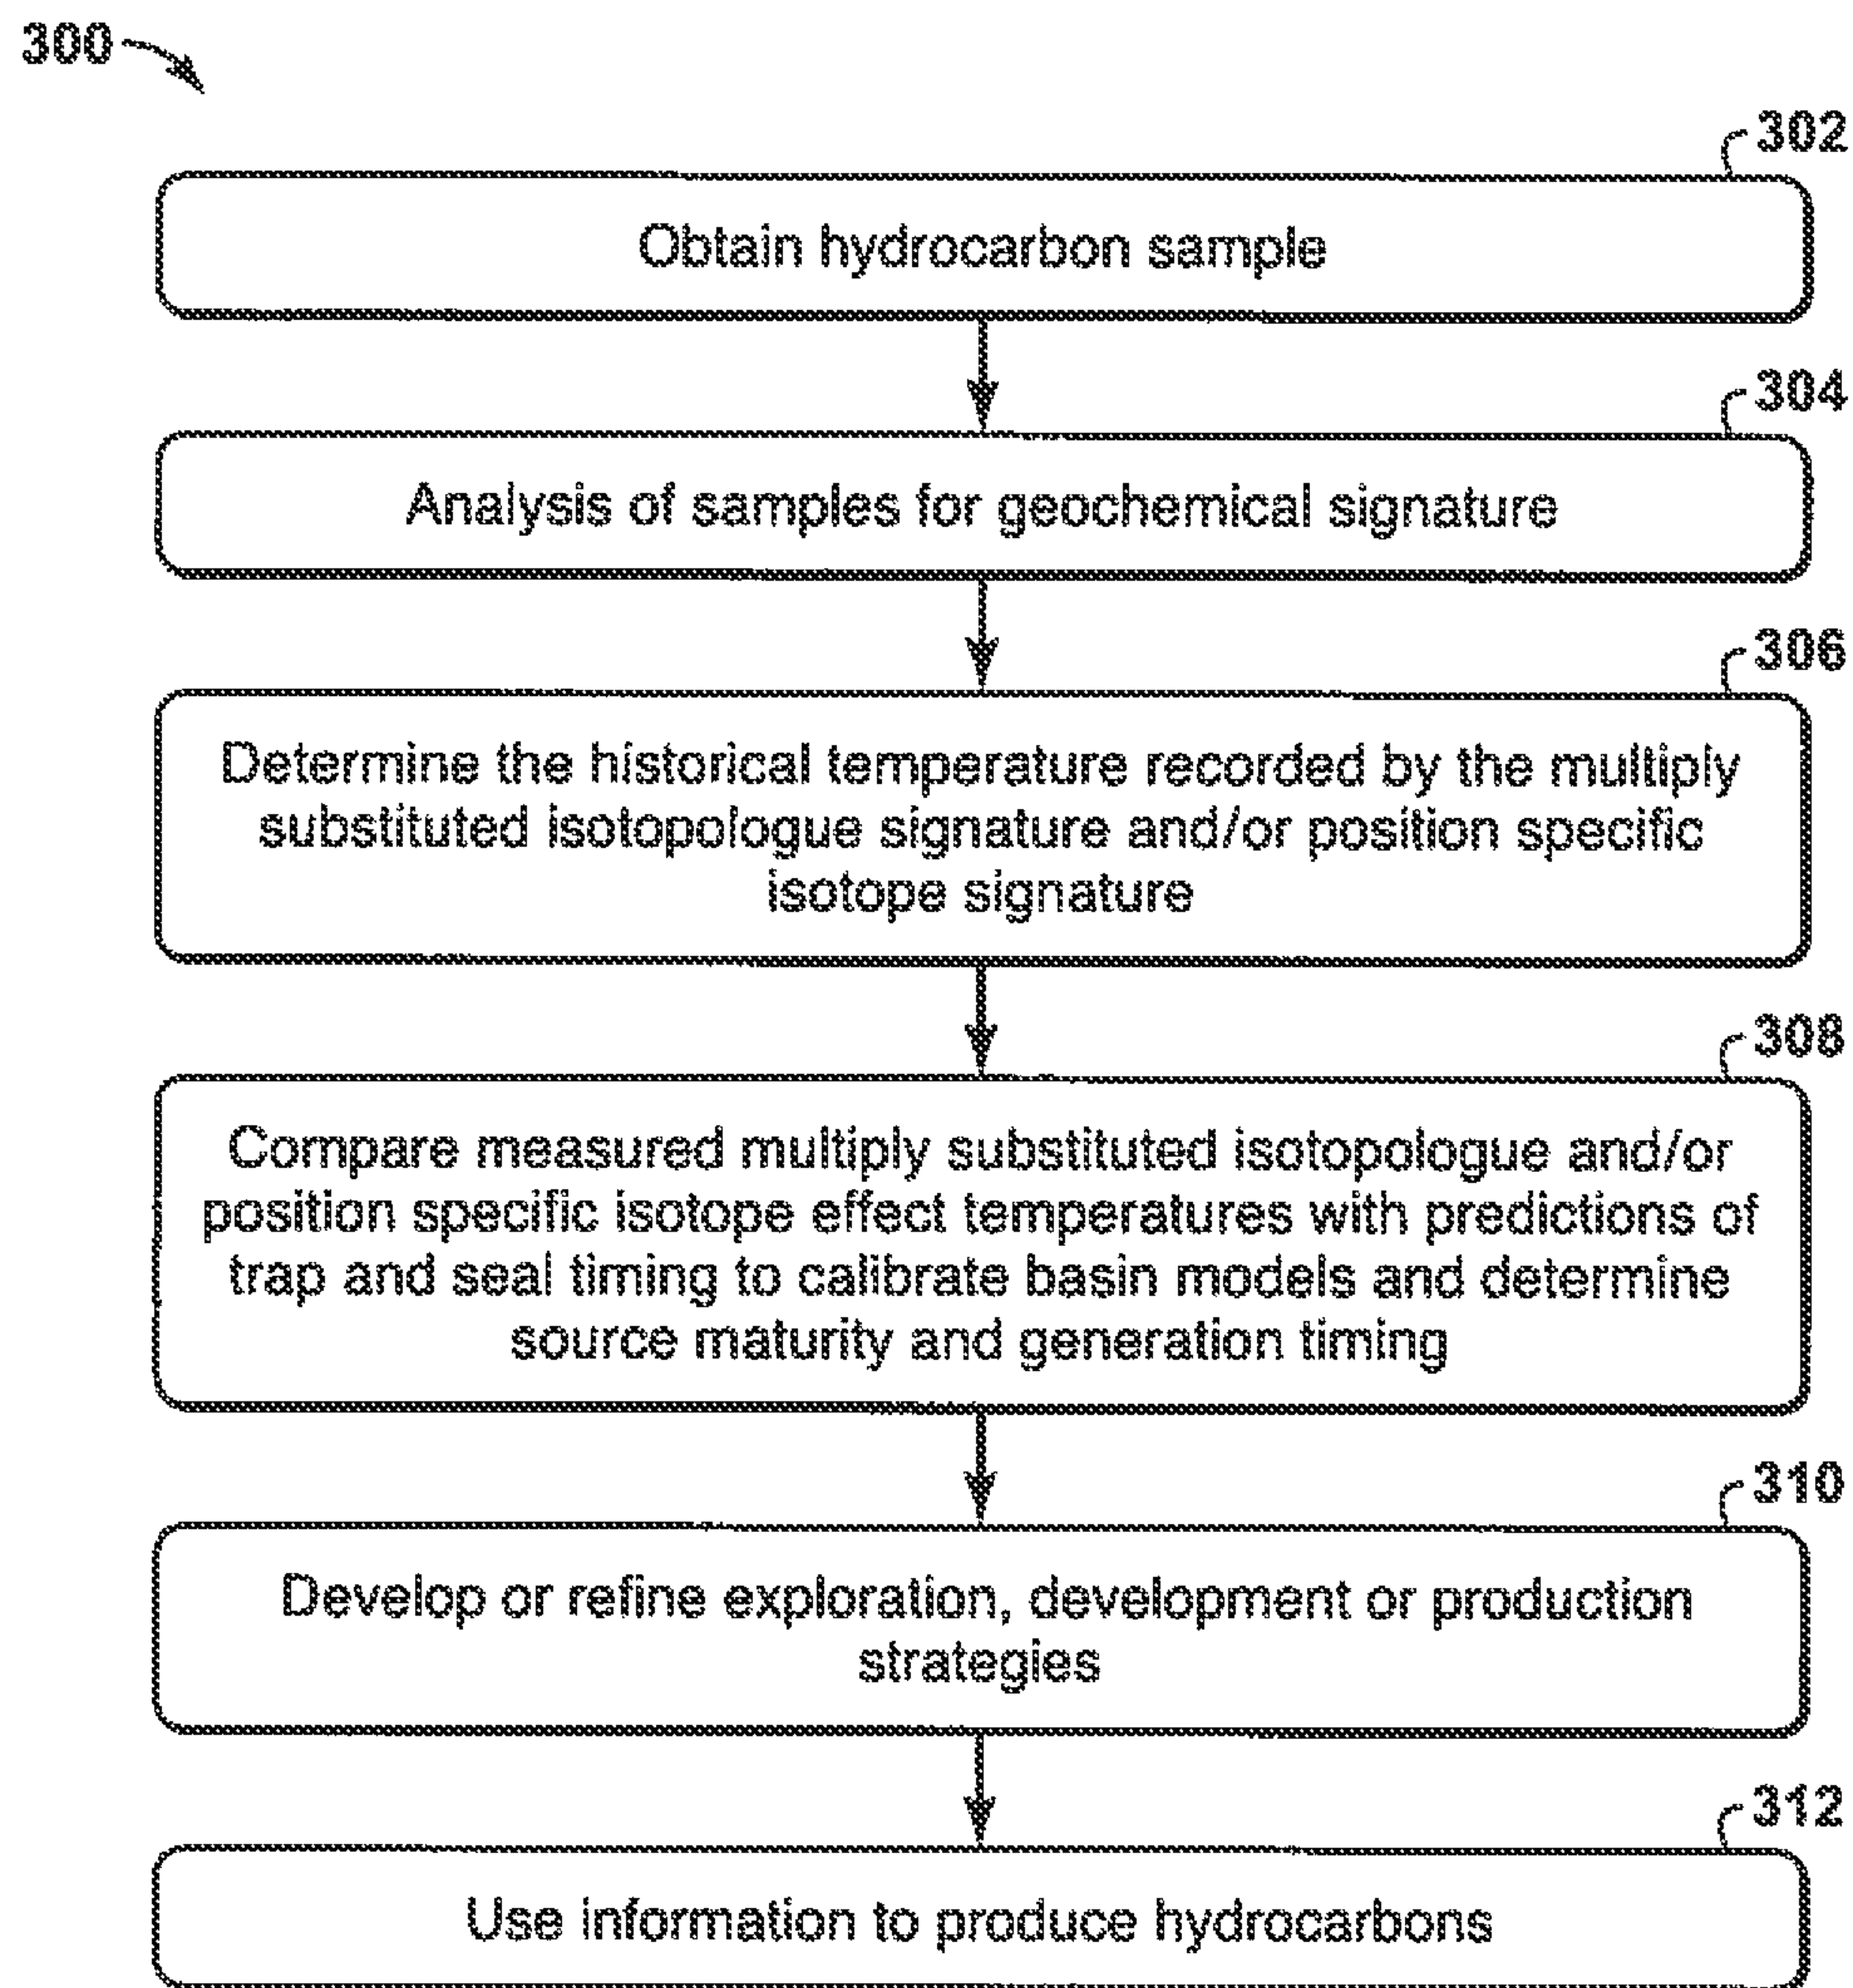 300
302
Obtain hydrocarbon sample
304
Analysis of samples for geochemical signature
306
Determine the historical temperature recorded by the multiply
substituted isotopologue signature and/or position specific
isotope signature
308
Compare measured multiply substituted isotopologue and/or
position specific isotope effect temperatures with predictions of
trap and seal timing to calibrate basin models and determine
source maturity and generation timing
310
Develop or refine exploration, development or production
strategies
312
Use information to produce hydrocarbons